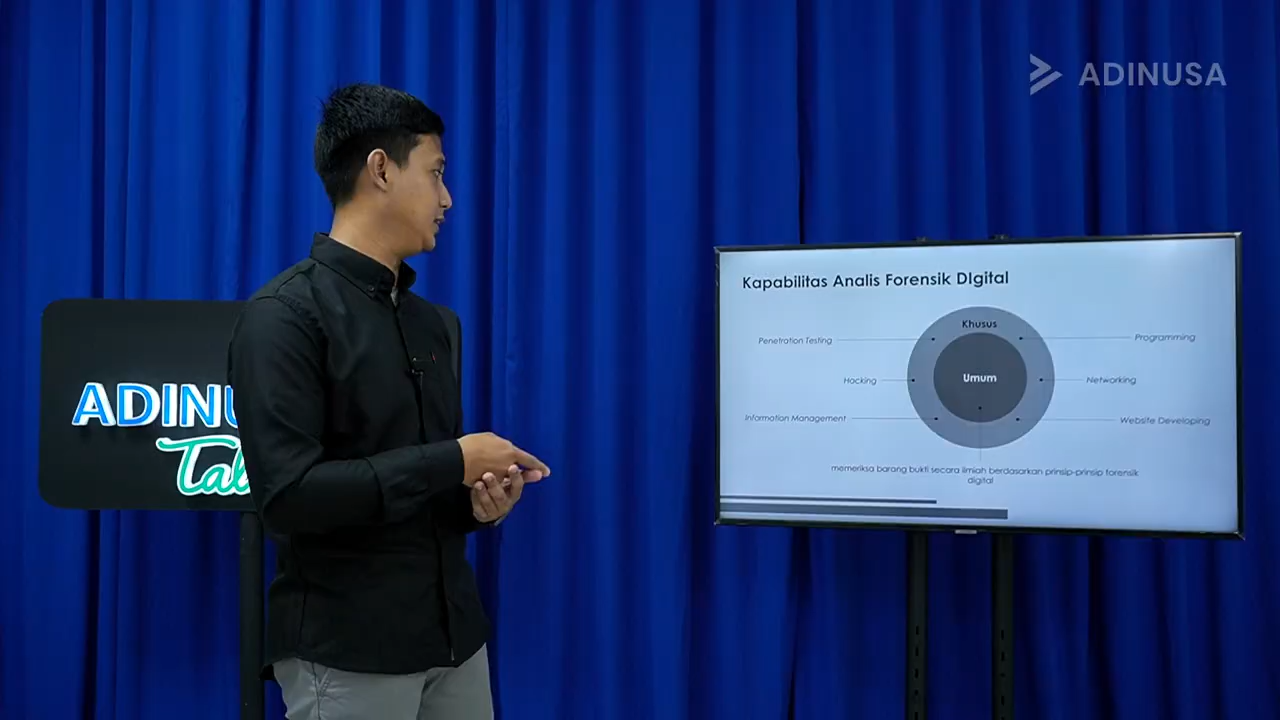 ADINUSA
Kapabilitas Analis Forensik DIgital
Khusus
Penetration Testing
Programming
Umum
Hacking
Networking
Information Management
Website Developing
memeriksa barang bukti secara ilmiah berdasarkan prinsip-prinsip forensik
digital
ADINU
Tal